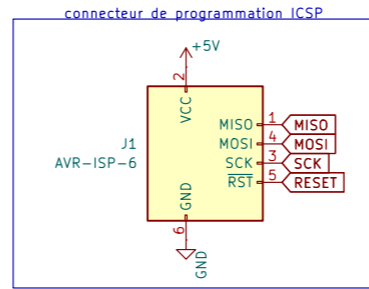 connecteur de programmation ICSP
+5V
2
VCC
J1
AVR-ISP-6
MISO 1 MISO
MOSI 4 MOSI
SCK 3 SCK
RST 5 RESET
GND
6
GND